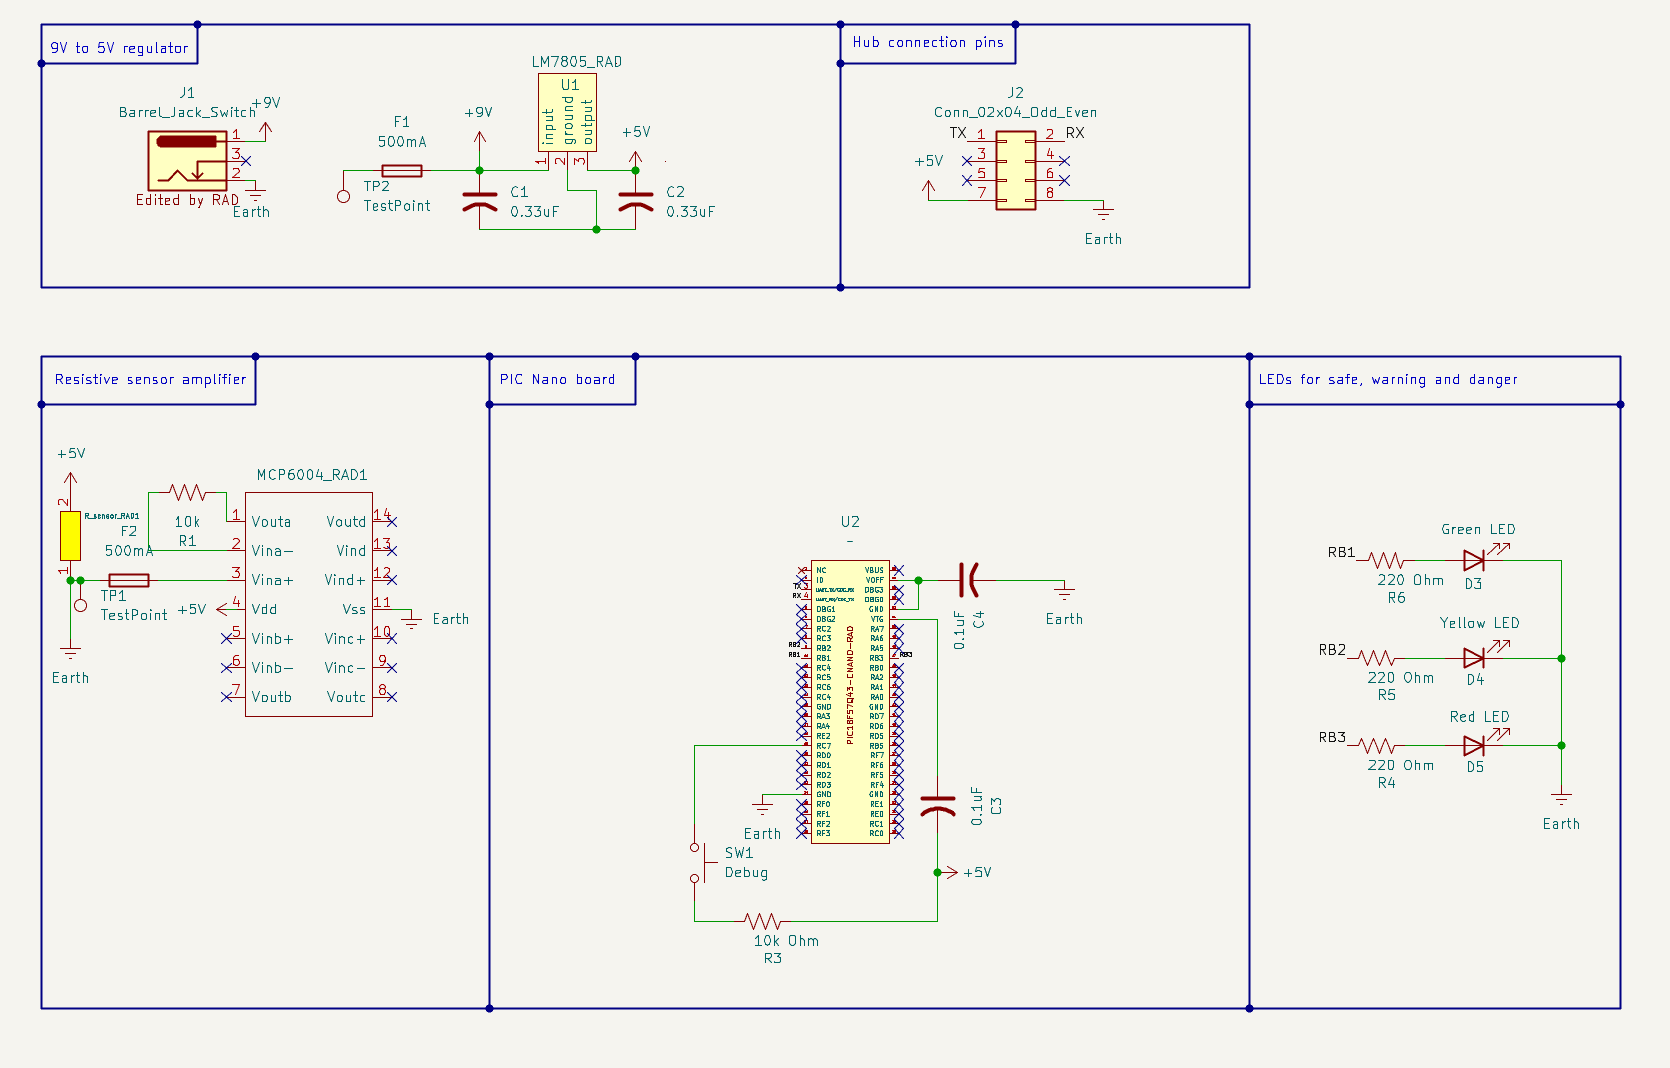 9V to 5V regulator
Hub connection pins
J1
Barrel_Jack_Switch
+9V
1
3
2
Edited by RAD
Earth
F1
500mA
TP2
TestPoint
+9V
LM7805_RAD
U1
input
ground
output
1
2
3
+5V
C1
0.33uF
C2
0.33uF
J2
Conn_02x04_Odd_Even
TX 1 2 RX
3 4
5 6
7 8
+5V
Earth
Resistive sensor amplifier
PIC Nano board
LEDs for safe, warning and danger
+5V
2
R_sensor_RAD1
1
F2
500mA
10k
R1
TP1
TestPoint
+5V
Earth
MCP6004_RAD1
1 Vouta Voutd 14
2 Vina- Vind 13
3 Vina+ Vind+ 12
4 Vdd Vss 11
5 Vinb+ Vinc+ 10
6 Vinb- Vinc- 9
7 Voutb Voutc 8
Earth
U2
-
PIC18F57Q43-CNANO-RAD
NC VBUS
ID VOFF
TX DBG3
RX DBG0
DBG1 GND
DBG2 VTG
RC2 RA7
RC3 RA6
RB2 RB2 RA5
RB1 RB1 RB3 RB3
RC4 RB0
RC5 RA2
RC6 RA1
RC4 RA0
GND GND
RA3 RD7
RA4 RD6
RE2 RD5
RC7 RB5
RD0 RF7
RD1 RF6
RD2 RF5
RD3 RF4
GND GND
RF0 RE1
RF1 RE0
RF2 RC1
RF3 RC0
0.1uF
C4
Earth
0.1uF
C3
Earth
SW1
Debug
+5V
10k Ohm
R3
Green LED
RB1
220 Ohm
R6
D3
Yellow LED
RB2
220 Ohm
R5
D4
Red LED
RB3
220 Ohm
R4
D5
Earth